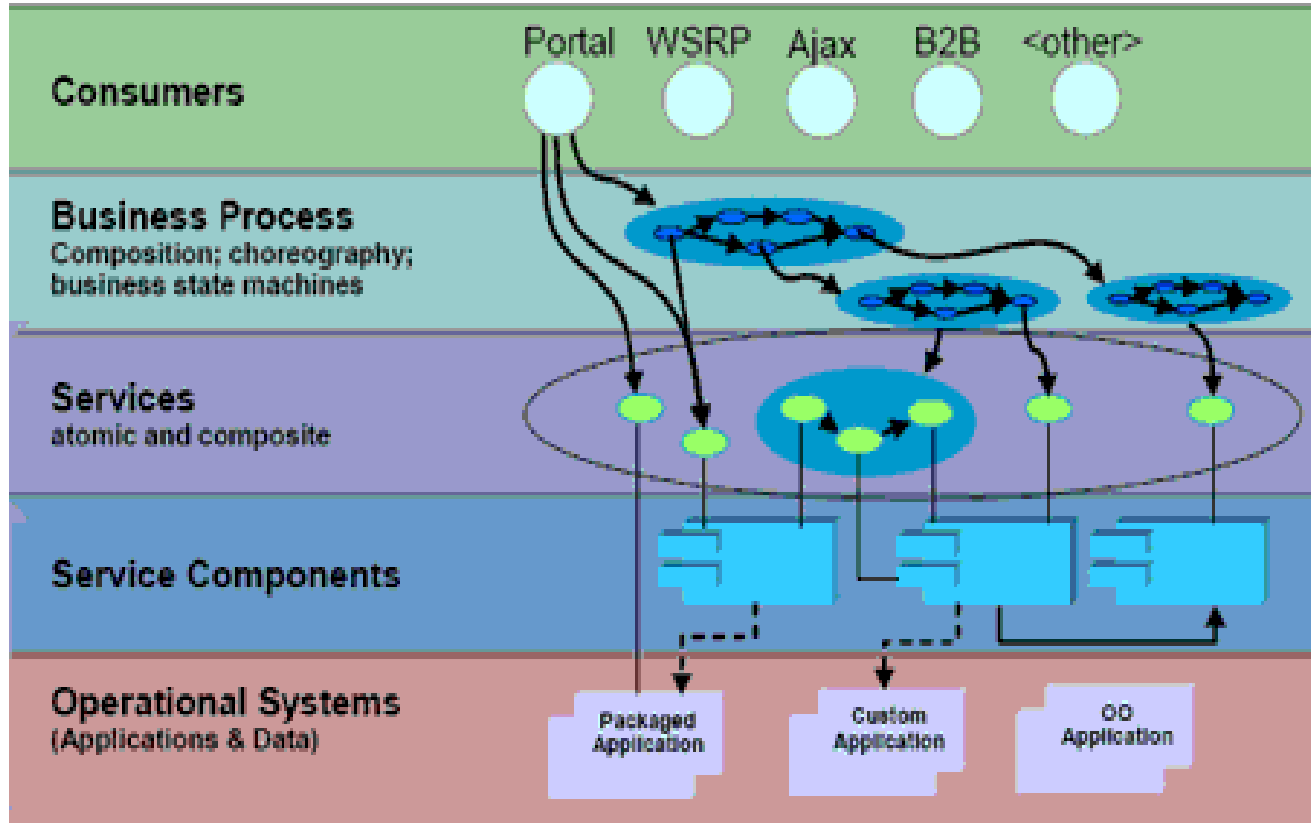 Portal WSRP Ajax B2B <other>
Consumers
Business Process
Composition; choreography;
business state machines
Services
atomic and composite
Service Components
Operational Systems
(Applications & Data)
Packaged
Application
Custom
Application
OO
Application